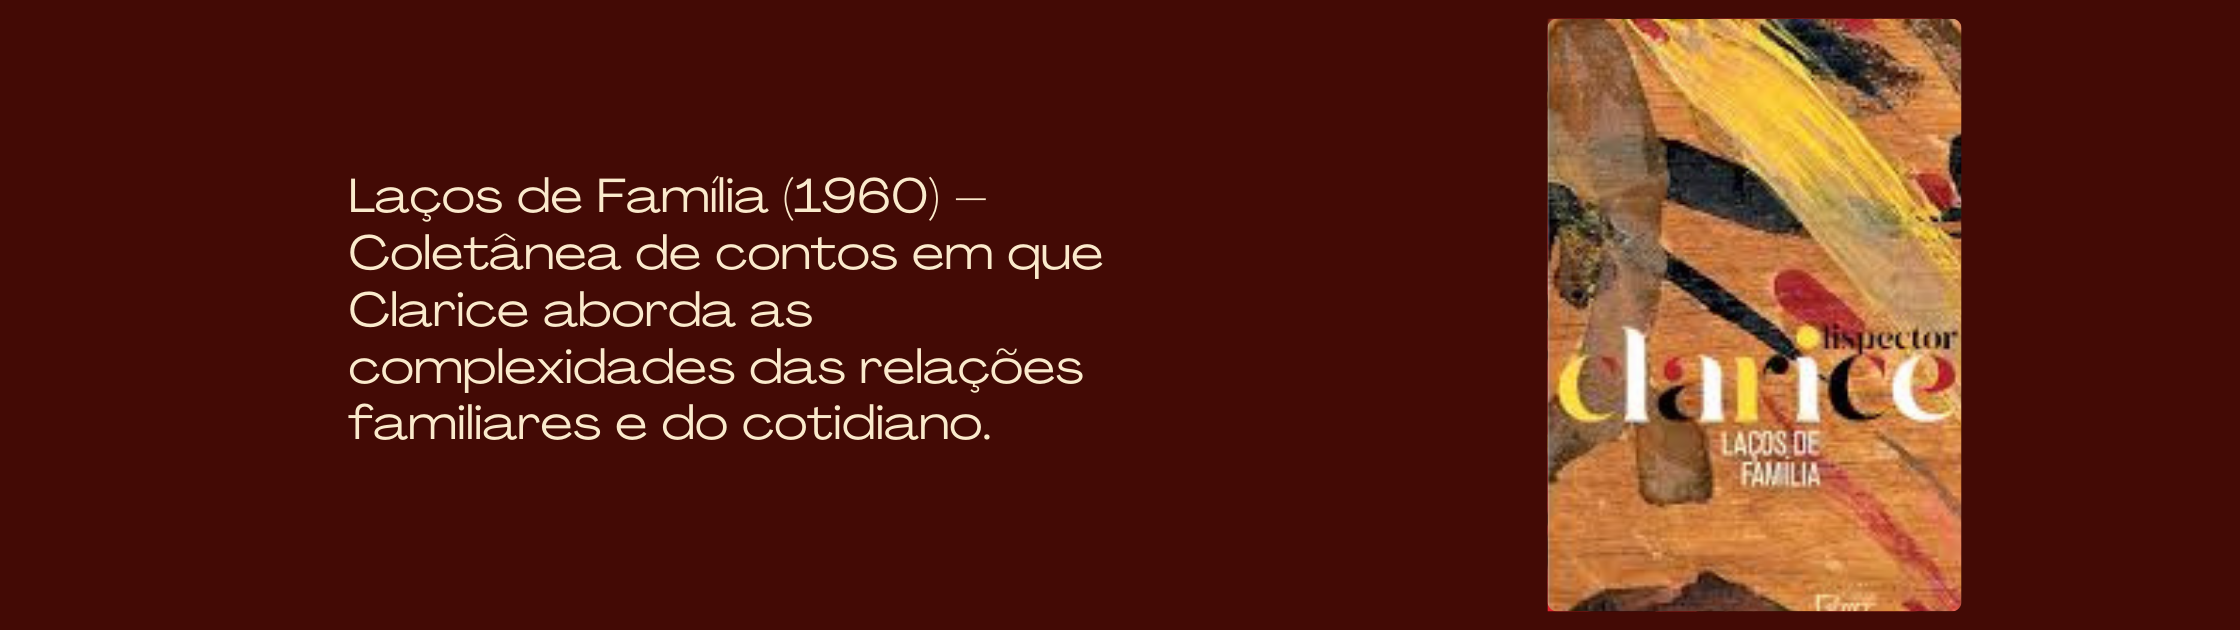 Laços de Família (1960) –
Coletânea de contos em que
Clarice aborda as
complexidades das relações
familiares e do cotidiano.
lispector
clarice
LAÇOS DE
FAMÍLIA